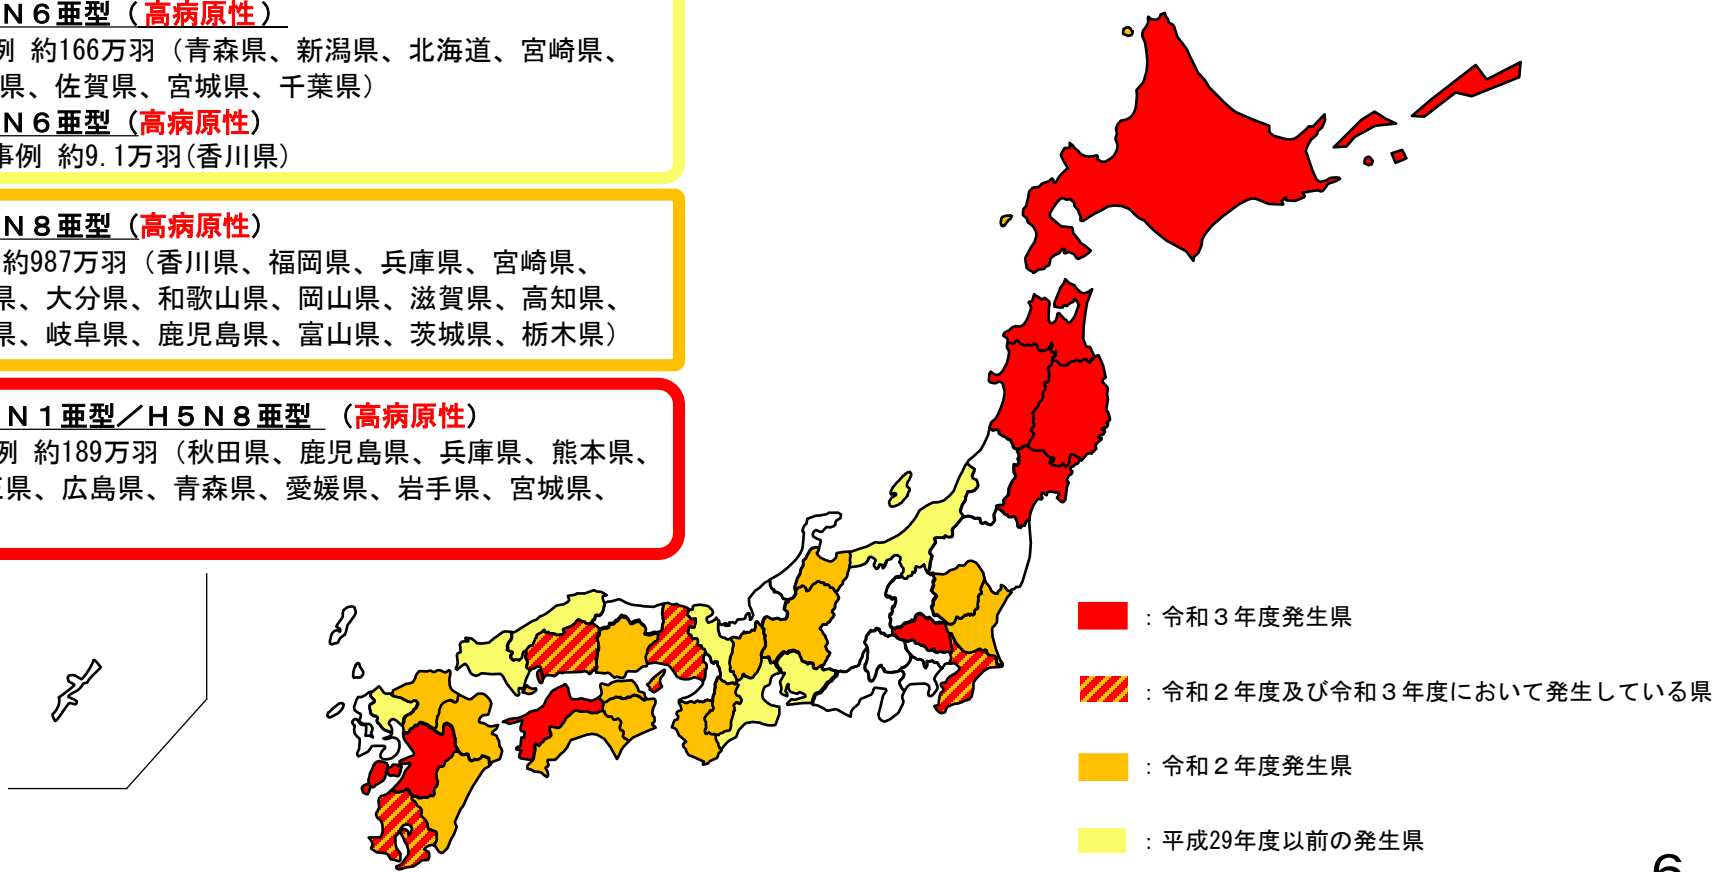 Ｎ６亜型（高病原性）
例 約166万羽（青森県、新潟県、北海道、宮崎県、
県、佐賀県、宮城県、千葉県）
Ｎ６亜型（高病原性）
事例 約9.1万羽(香川県)
Ｎ８亜型（高病原性）
約987万羽（香川県、福岡県、兵庫県、宮崎県、
県、大分県、和歌山県、岡山県、滋賀県、高知県、
県、岐阜県、鹿児島県、富山県、茨城県、栃木県）
Ｎ１亜型／Ｈ５Ｎ８亜型 （高病原性）
例 約189万羽（秋田県、鹿児島県、兵庫県、熊本県、
県、広島県、青森県、愛媛県、岩手県、宮城県、
：令和３年度発生県
：令和２年度及び令和３年度において発生している県
：令和２年度発生県
：平成29年度以前の発生県
6